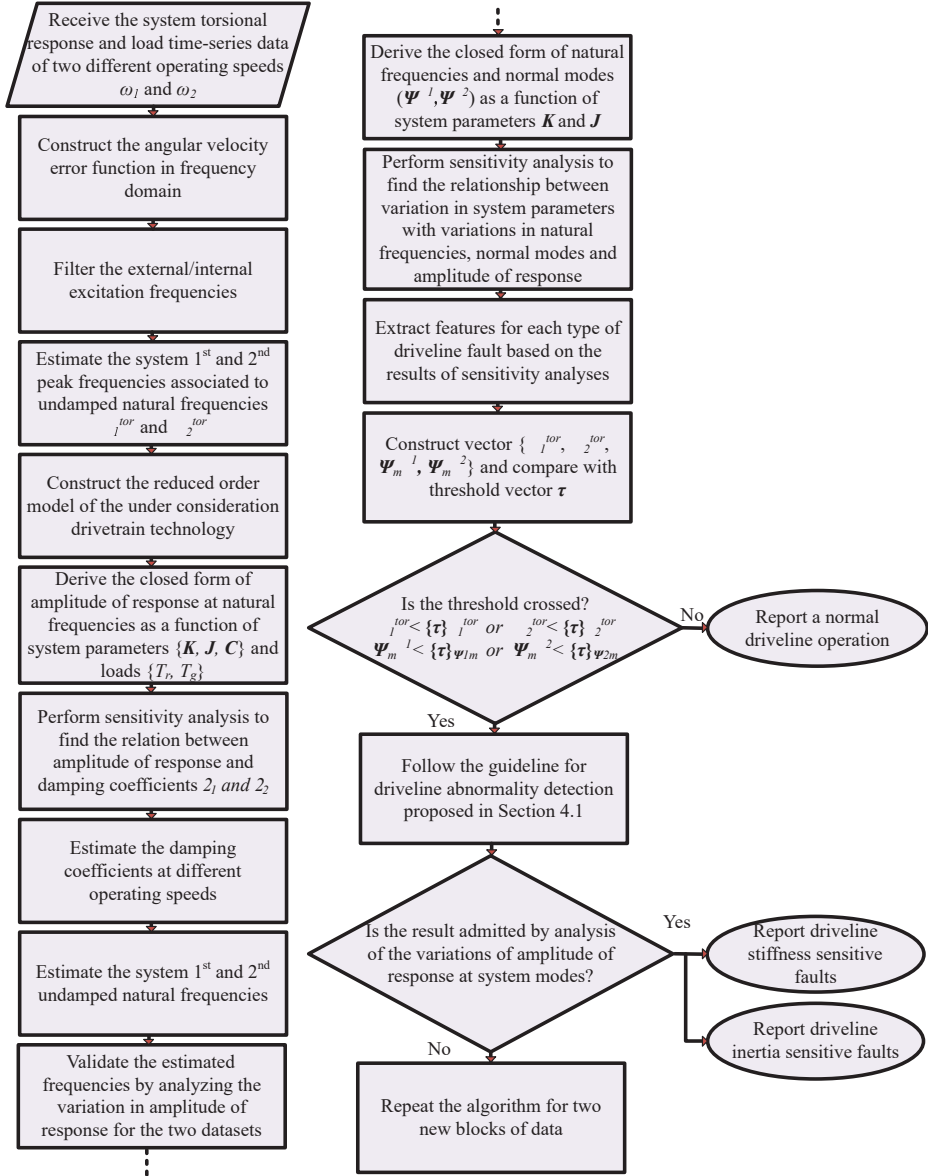 Receive the system torsional
response and load time-series data
of two different operating speeds
ω₁ and ω₂
Construct the angular velocity
error function in frequency
domain
Filter the external/internal
excitation frequencies
Estimate the system 1st and 2nd
peak frequencies associated to
undamped natural frequencies
₁tor and ₂tor
Construct the reduced order
model of the under consideration
drivetrain technology
Derive the closed form of
amplitude of response at natural
frequencies as a function of
system parameters {K, J, C} and
loads {Tr, Tg}
Perform sensitivity analysis to
find the relation between
amplitude of response and
damping coefficients 2₁ and 2₂
Estimate the damping
coefficients at different
operating speeds
Estimate the system 1st and 2nd
undamped natural frequencies
Validate the estimated
frequencies by analyzing the
variation in amplitude of
response for the two datasets
Derive the closed form of natural
frequencies and normal modes
(Ψ ¹,Ψ ²) as a function of
system parameters K and J
Perform sensitivity analysis to
find the relationship between
variation in system parameters
with variations in natural
frequencies, normal modes and
amplitude of response
Extract features for each type of
driveline fault based on the
results of sensitivity analyses
Construct vector { ₁tor, ₂tor,
Ψm ¹, Ψm ²} and compare with
threshold vector τ
Is the threshold crossed?
₁tor< {τ} ₁tor or ₂tor< {τ} ₂tor
Ψm ¹< {τ}Ψ1m or Ψm ²< {τ}Ψ2m
No
Report a normal
driveline operation
Yes
Follow the guideline for
driveline abnormality detection
proposed in Section 4.1
Is the result admitted by analysis
of the variations of amplitude of
response at system modes?
Yes
Report driveline
stiffness sensitive
faults
Report driveline
inertia sensitive faults
No
Repeat the algorithm for two
new blocks of data